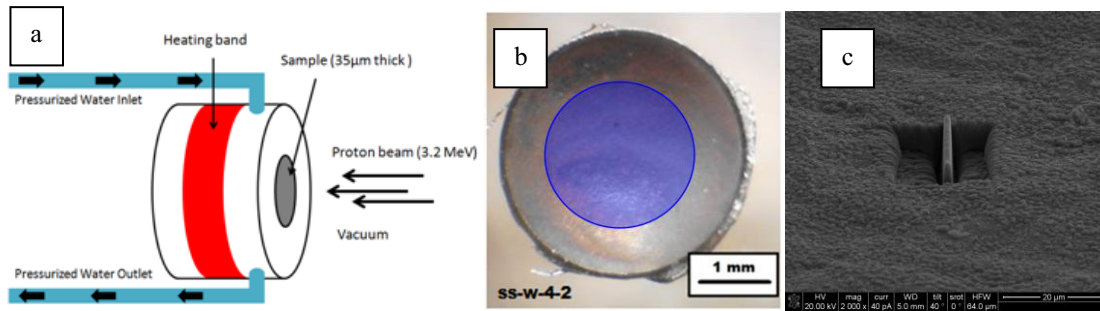 a
Heating band
Sample (35µm thick )
Pressurized Water Inlet
Proton beam (3.2 MeV)
Vacuum
Pressurized Water Outlet
b
1 mm
ss-w-4-2
c
HV mag curr WD tilt srot HFW 20 µm
20.00 kV 2 000 x 40 pA 5.0 mm 40 ° 0 ° 64.0 µm